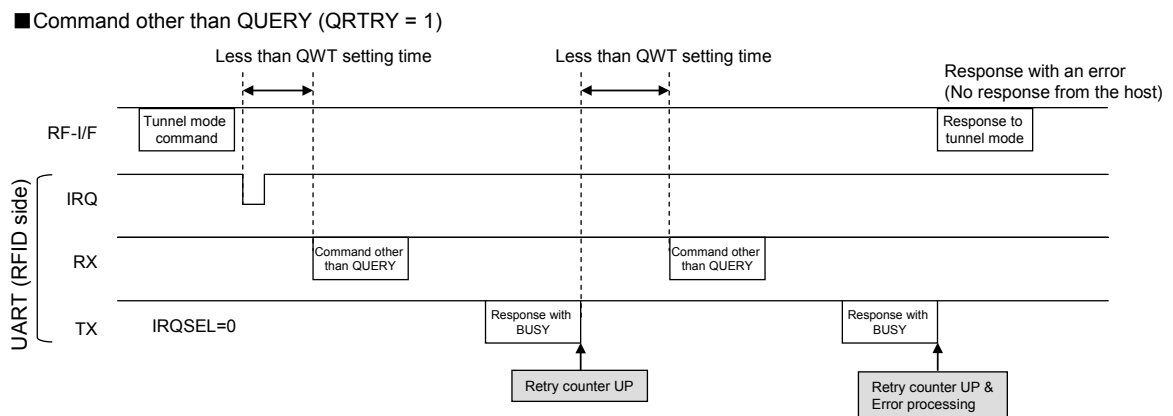 ■Command other than QUERY (QRTRY = 1)
Less than QWT setting time
Less than QWT setting time
Response with an error
(No response from the host)
RF-I/F
Tunnel mode
command
Response to
tunnel mode
UART (RFID side)
IRQ
RX
Command other
than QUERY
Command other
than QUERY
TX
IRQSEL=0
Response with
BUSY
Response with
BUSY
Retry counter UP
Retry counter UP &
Error processing